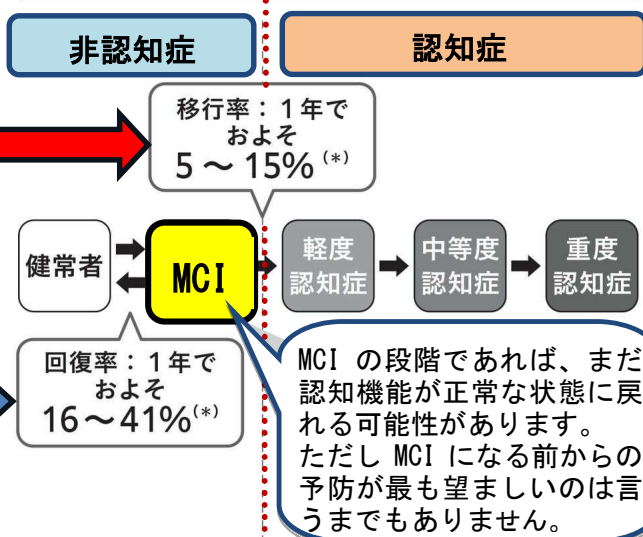 非認知症
認知症
移行率：１年で
およそ
5～15% (*)
健常者
MCI
軽度
認知症
中等度
認知症
重度
認知症
回復率：１年で
およそ
16～41%(*)
MCI の段階であれば、まだ
認知機能が正常な状態に戻
れる可能性があります。
ただし MCI になる前からの
予防が最も望ましいのは言
うまでもありません。